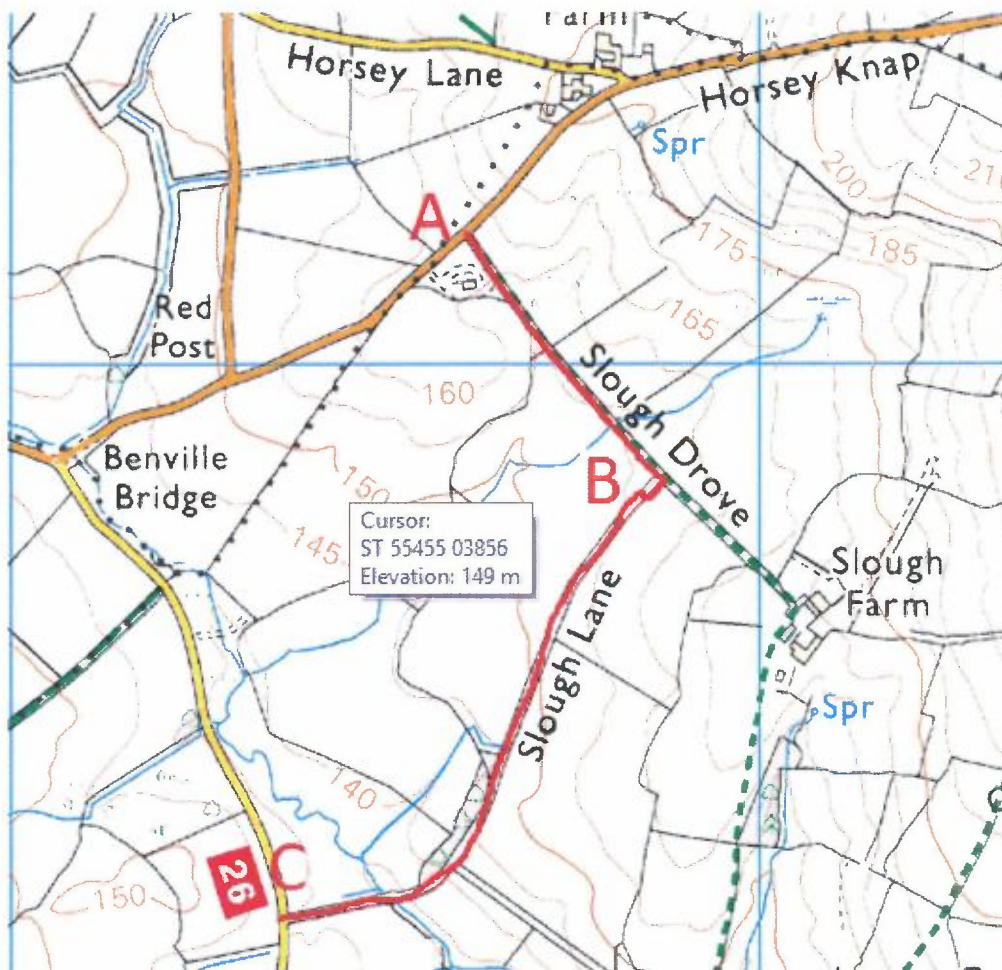 Farm
Horsey Lane
Horsey Knap
Spr
200
210
A
175
185
Red
Post
165
Slough Drove
160
B
Benville
Bridge
150
145
Cursor:
ST 55455 03856
Elevation: 149 m
Slough
Farm
Slough Lane
Spr
140
26
C
150